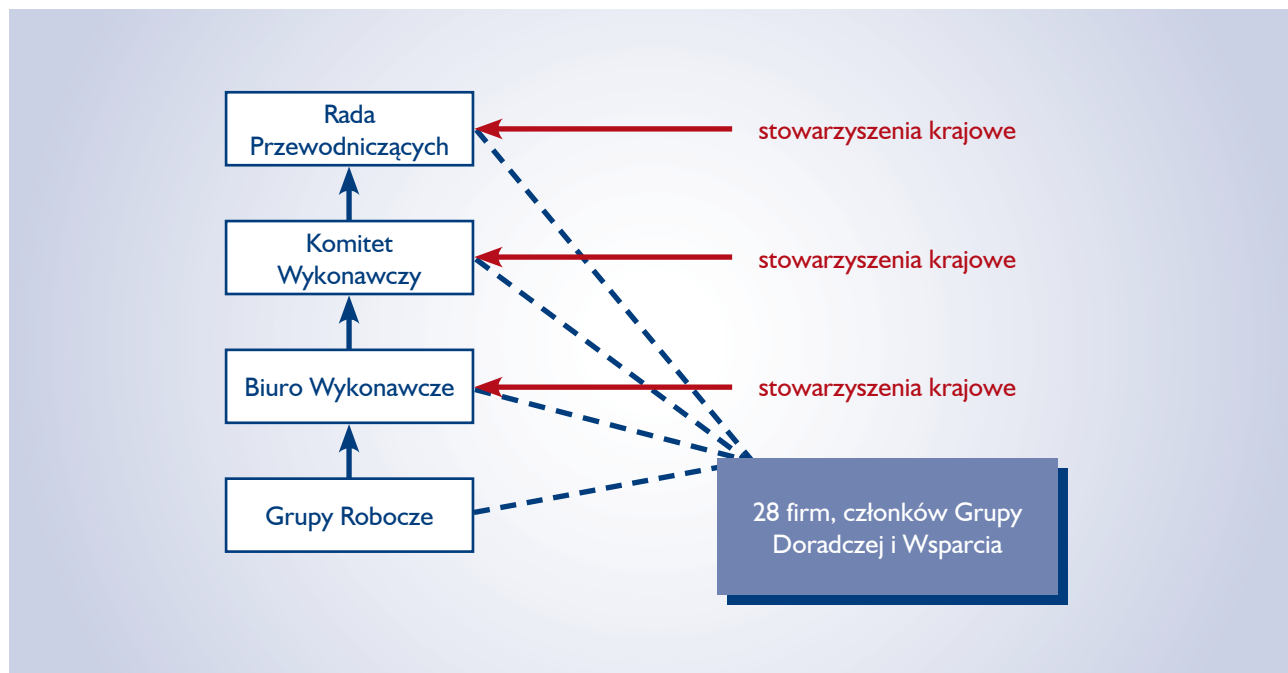 Rada
Przewodniczących
stowarzyszenia krajowe
Komitet
Wykonawczy
stowarzyszenia krajowe
Biuro Wykonawcze
stowarzyszenia krajowe
Grupy Robocze
28 firm, członków Grupy
Doradczej i Wsparcia